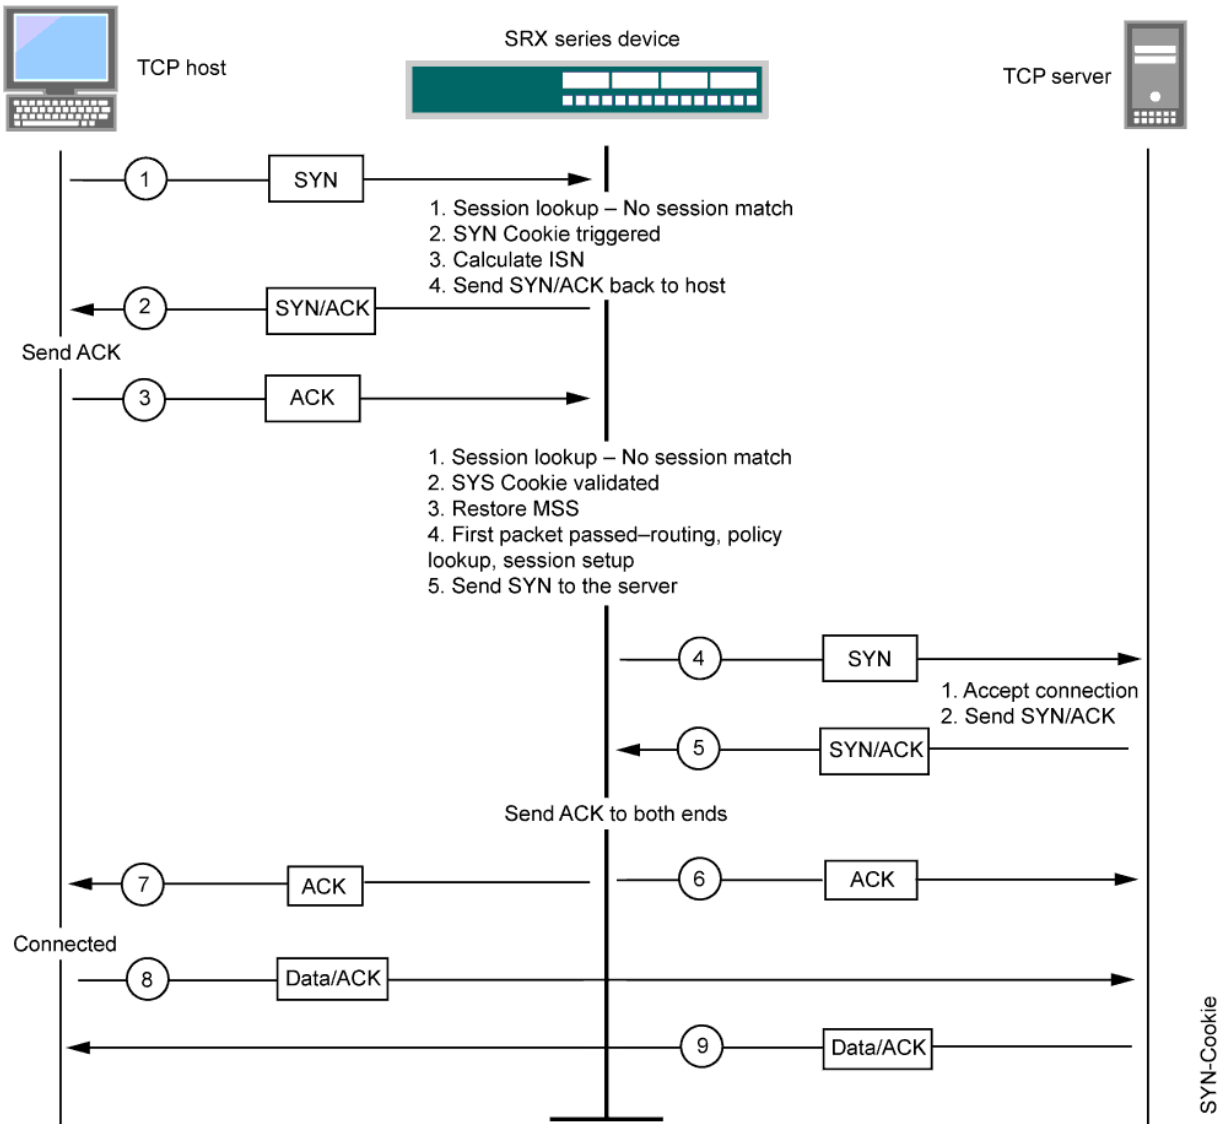 SRX series device
TCP host
TCP server
1
SYN
1. Session lookup – No session match
2. SYN Cookie triggered
3. Calculate ISN
4. Send SYN/ACK back to host
2
SYN/ACK
Send ACK
3
ACK
1. Session lookup – No session match
2. SYS Cookie validated
3. Restore MSS
4. First packet passed–routing, policy
lookup, session setup
5. Send SYN to the server
4
SYN
1. Accept connection
2. Send SYN/ACK
5
SYN/ACK
Send ACK to both ends
7
ACK
6
ACK
Connected
8
Data/ACK
9
Data/ACK
SYN-Cookie